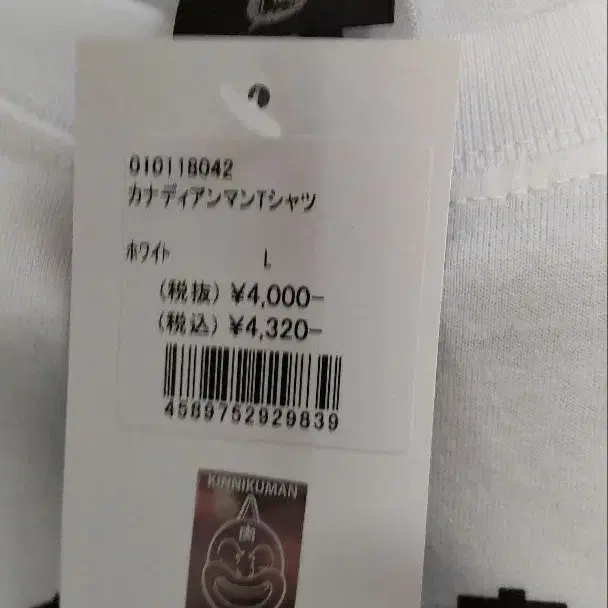 010118042
カナディアンマンTシャツ
ホワイト L
(税抜) ¥4,000-
(税込) ¥4,320-
4589752929839
KINNIKUMAN
肉